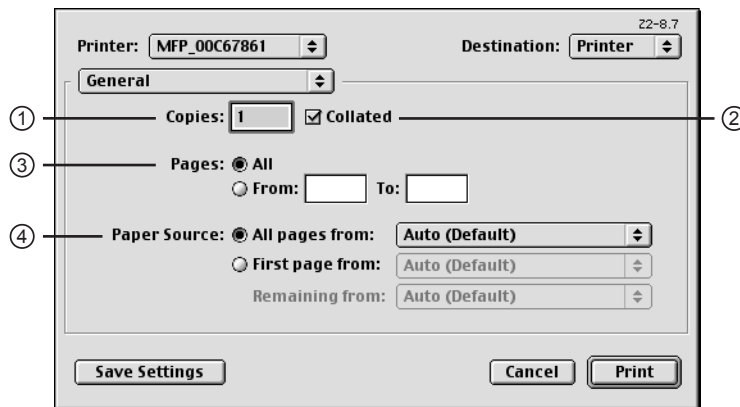 Z2-8.7
Printer: MFP_00C67861 Destination: Printer
General
1 Copies: 1 Collated 2
3 Pages: All
From: To:
4 Paper Source: All pages from: Auto (Default)
First page from: Auto (Default)
Remaining from: Auto (Default)
Save Settings Cancel Print